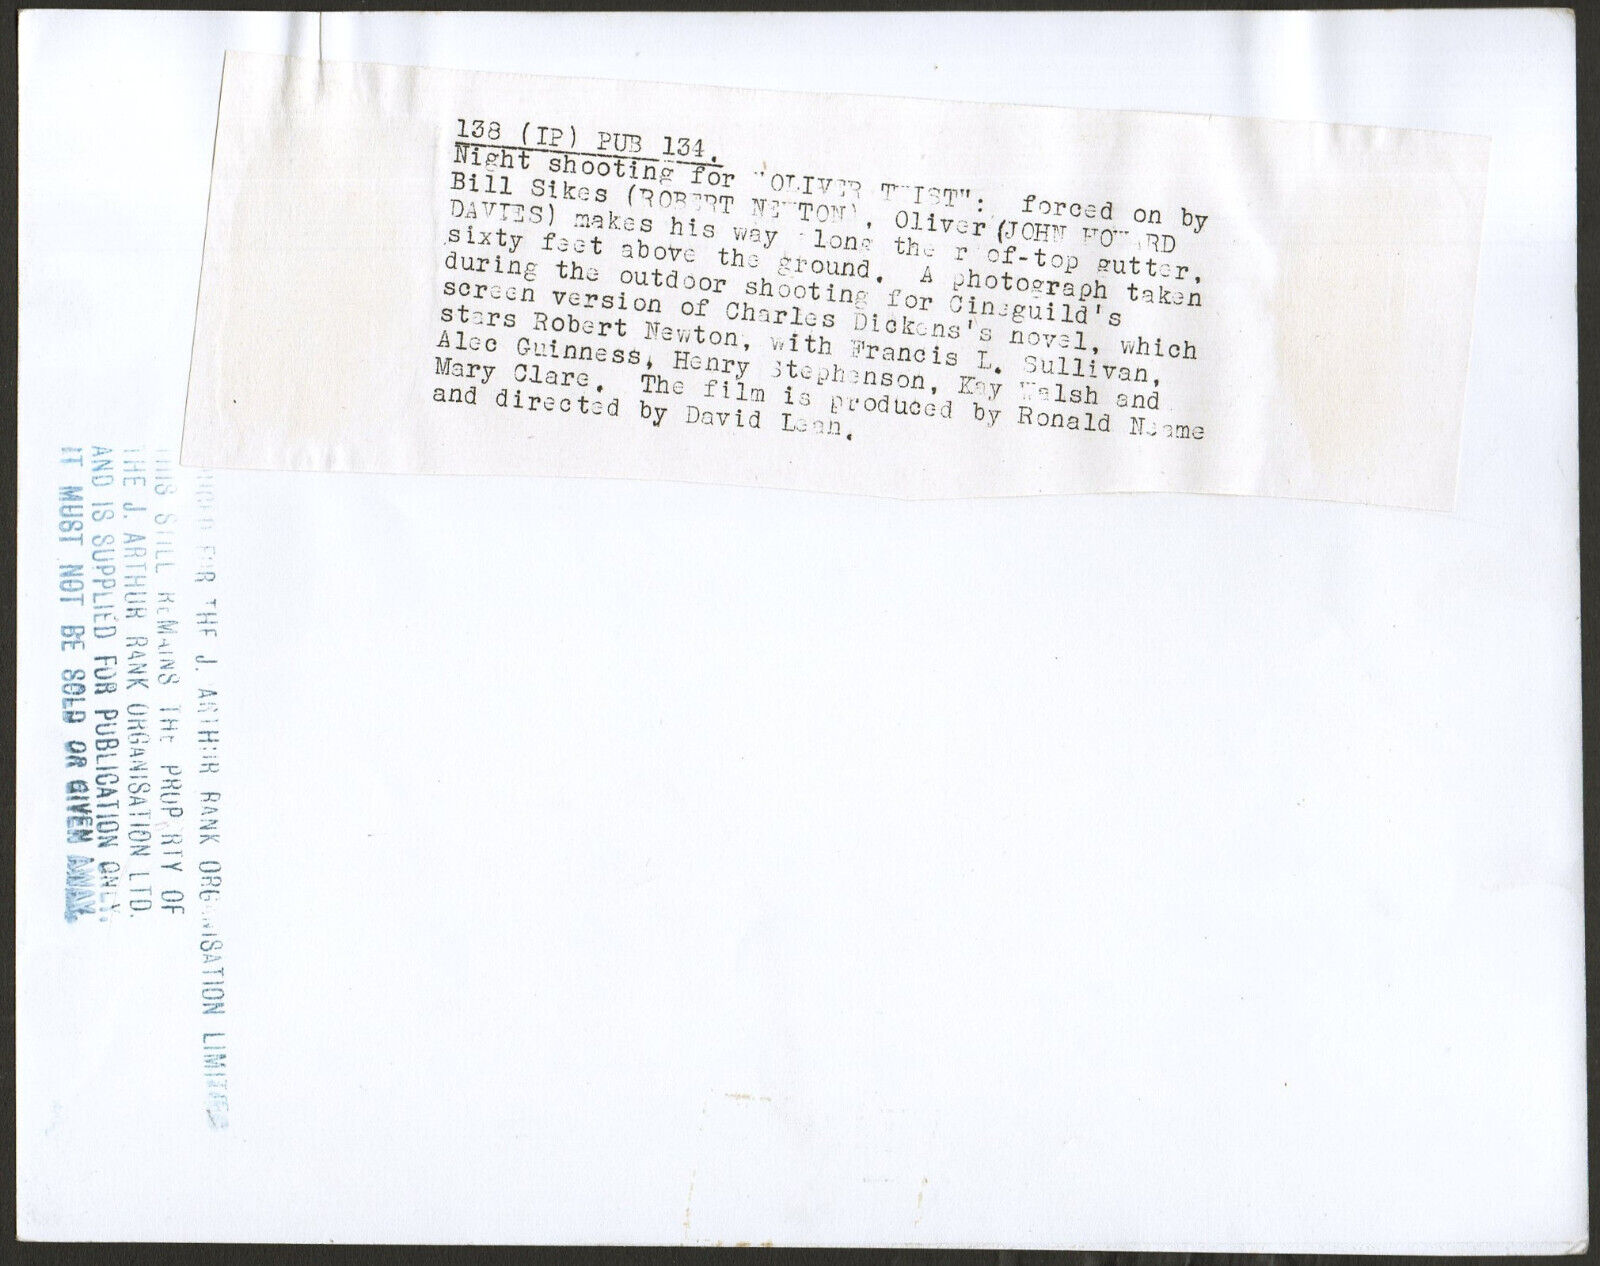 138 (IP) PUB 134.
Night shooting for "OLIVER TWIST": forced on by
Bill Sikes (ROBERT NEWTON), Oliver (JOHN HOWARD
DAVIES) makes his way along the roof-top gutter,
sixty feet above the ground. A photograph taken
during the outdoor shooting for Cineguild's
screen version of Charles Dickens's novel, which
stars Robert Newton, with Francis L. Sullivan,
Alec Guinness, Henry Stephenson, Kay Walsh and
Mary Clare. The film is produced by Ronald Neame
and directed by David Lean.
FOR THE J. ARTHUR RANK ORGANISATION LIMITED
THIS STILL REMAINS THE PROPERTY OF
THE J. ARTHUR RANK ORGANISATION LTD.
AND IS SUPPLIED FOR PUBLICATION ONLY.
IT MUST NOT BE SOLD OR GIVEN AWAY.